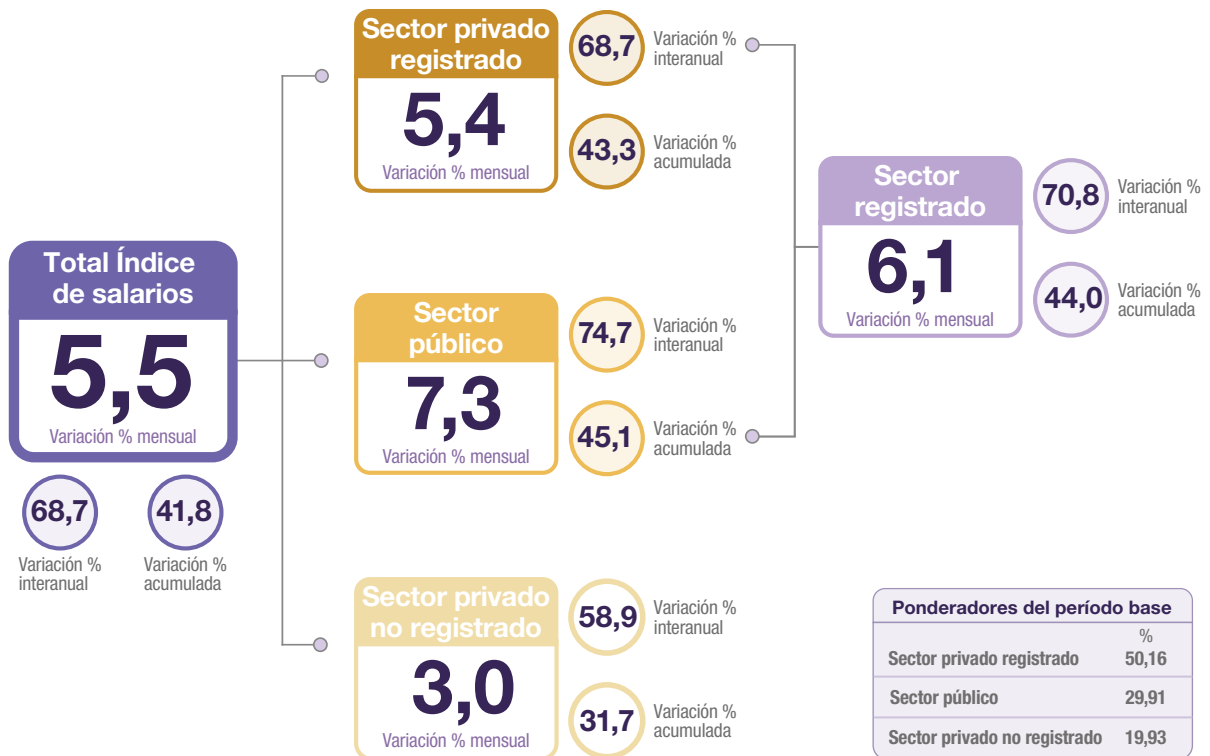 Total Índice
de salarios
5,5
Variación % mensual
68,7
Variación %
interanual
41,8
Variación %
acumulada
Sector privado
registrado
5,4
Variación % mensual
68,7
Variación %
interanual
43,3
Variación %
acumulada
Sector
público
7,3
Variación % mensual
74,7
Variación %
interanual
45,1
Variación %
acumulada
Sector privado
no registrado
3,0
Variación % mensual
58,9
Variación %
interanual
31,7
Variación %
acumulada
Sector
registrado
6,1
Variación % mensual
70,8
Variación %
interanual
44,0
Variación %
acumulada
Ponderadores del período base
%
Sector privado registrado 50,16
Sector público 29,91
Sector privado no registrado 19,93